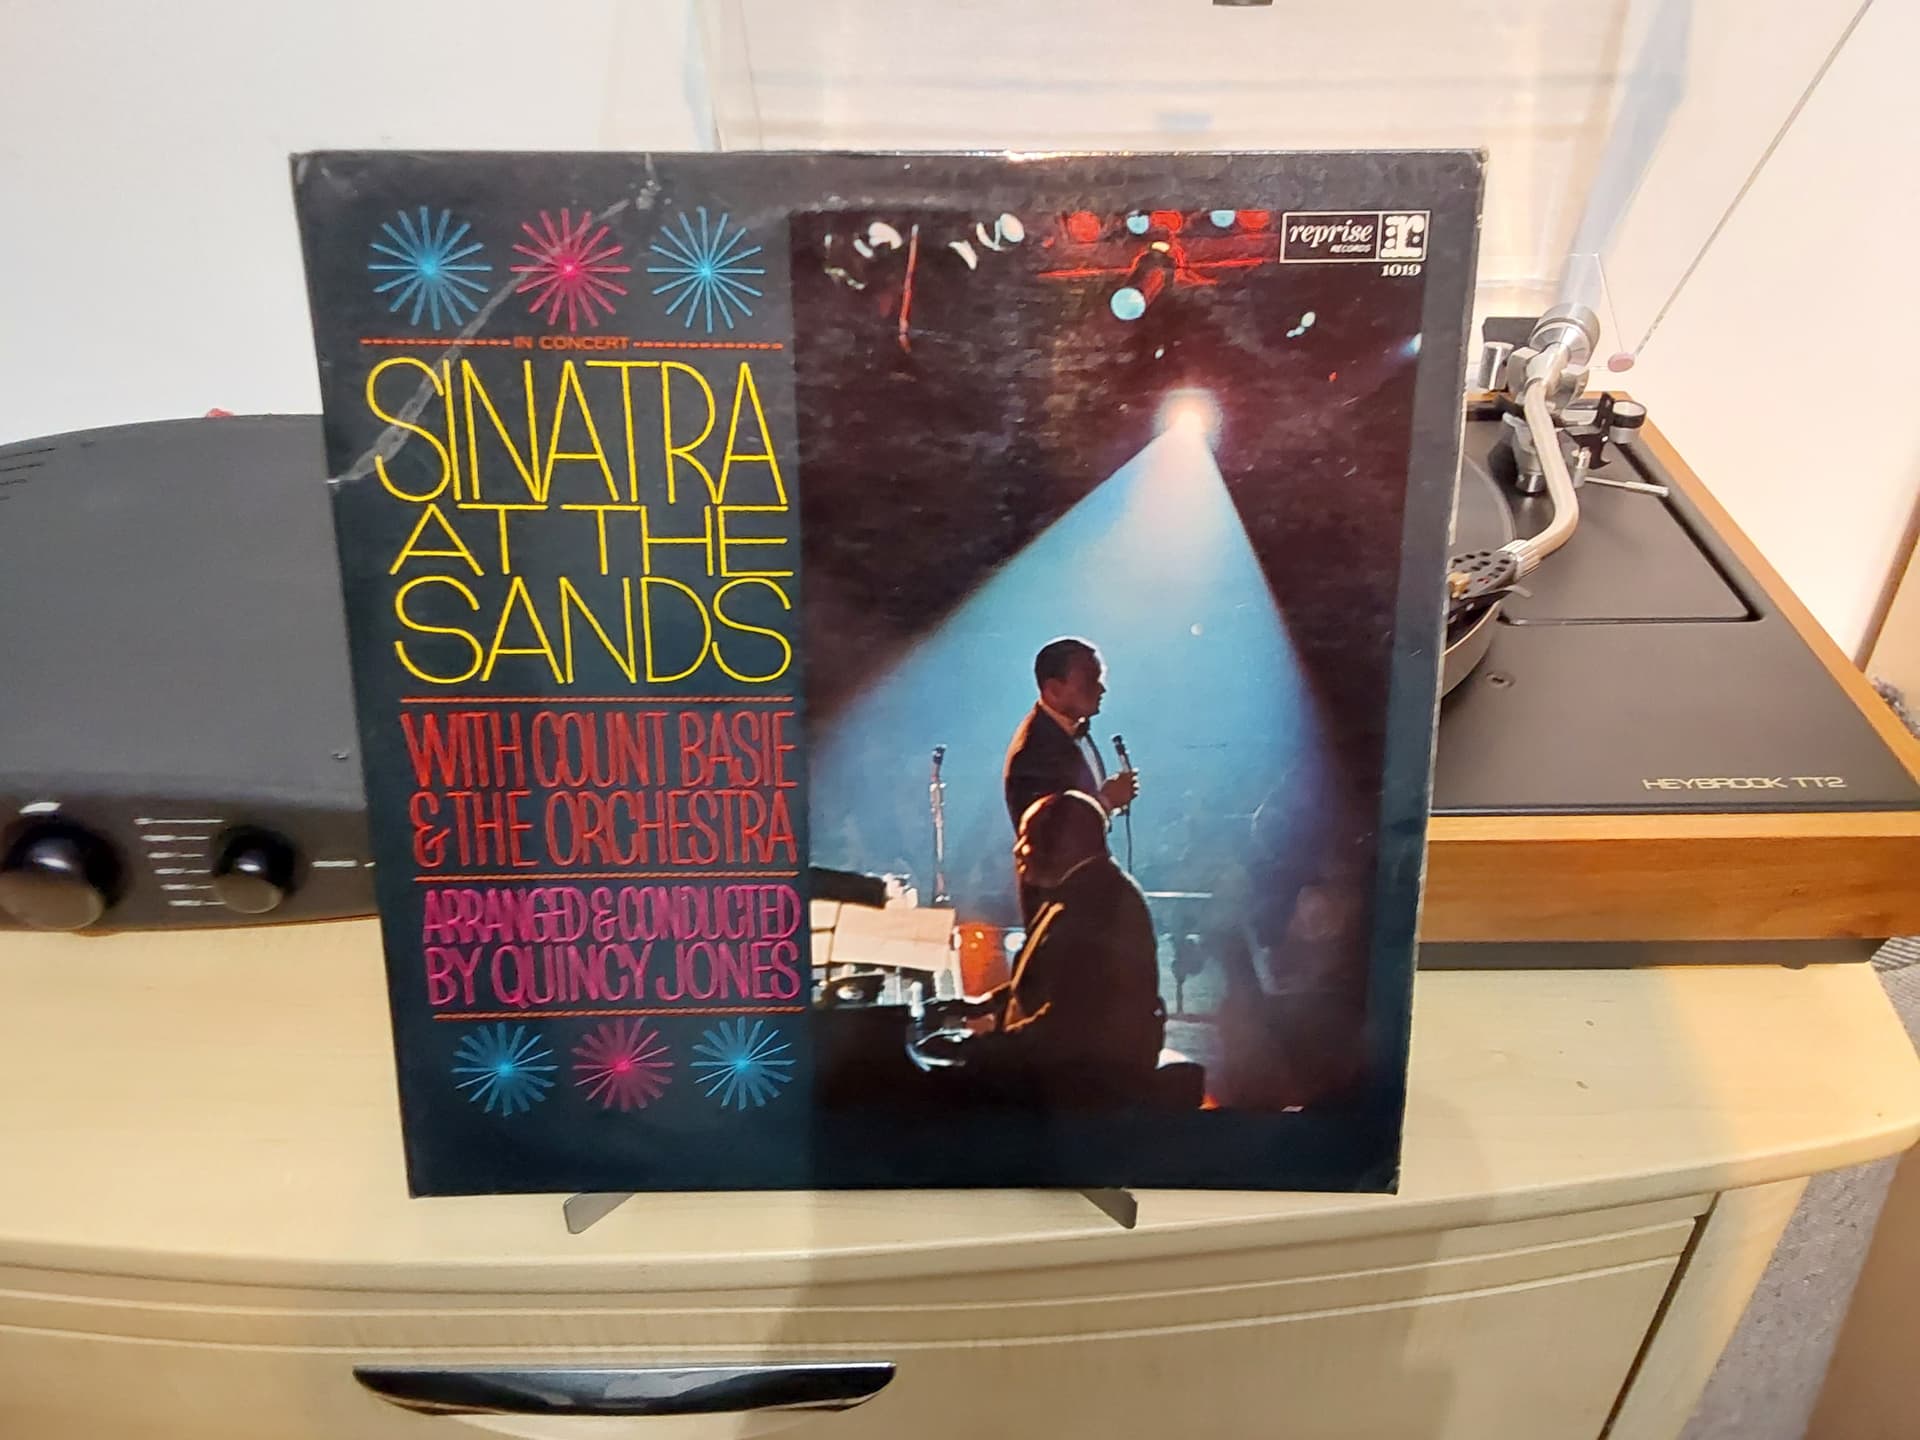 reprise
RECORDS
1019
IN CONCERT
SINATRA
AT THE
SANDS
WITH COUNT BASIE
& THE ORCHESTRA
ARRANGED & CONDUCTED
BY QUINCY JONES
HEYBROOK TT2